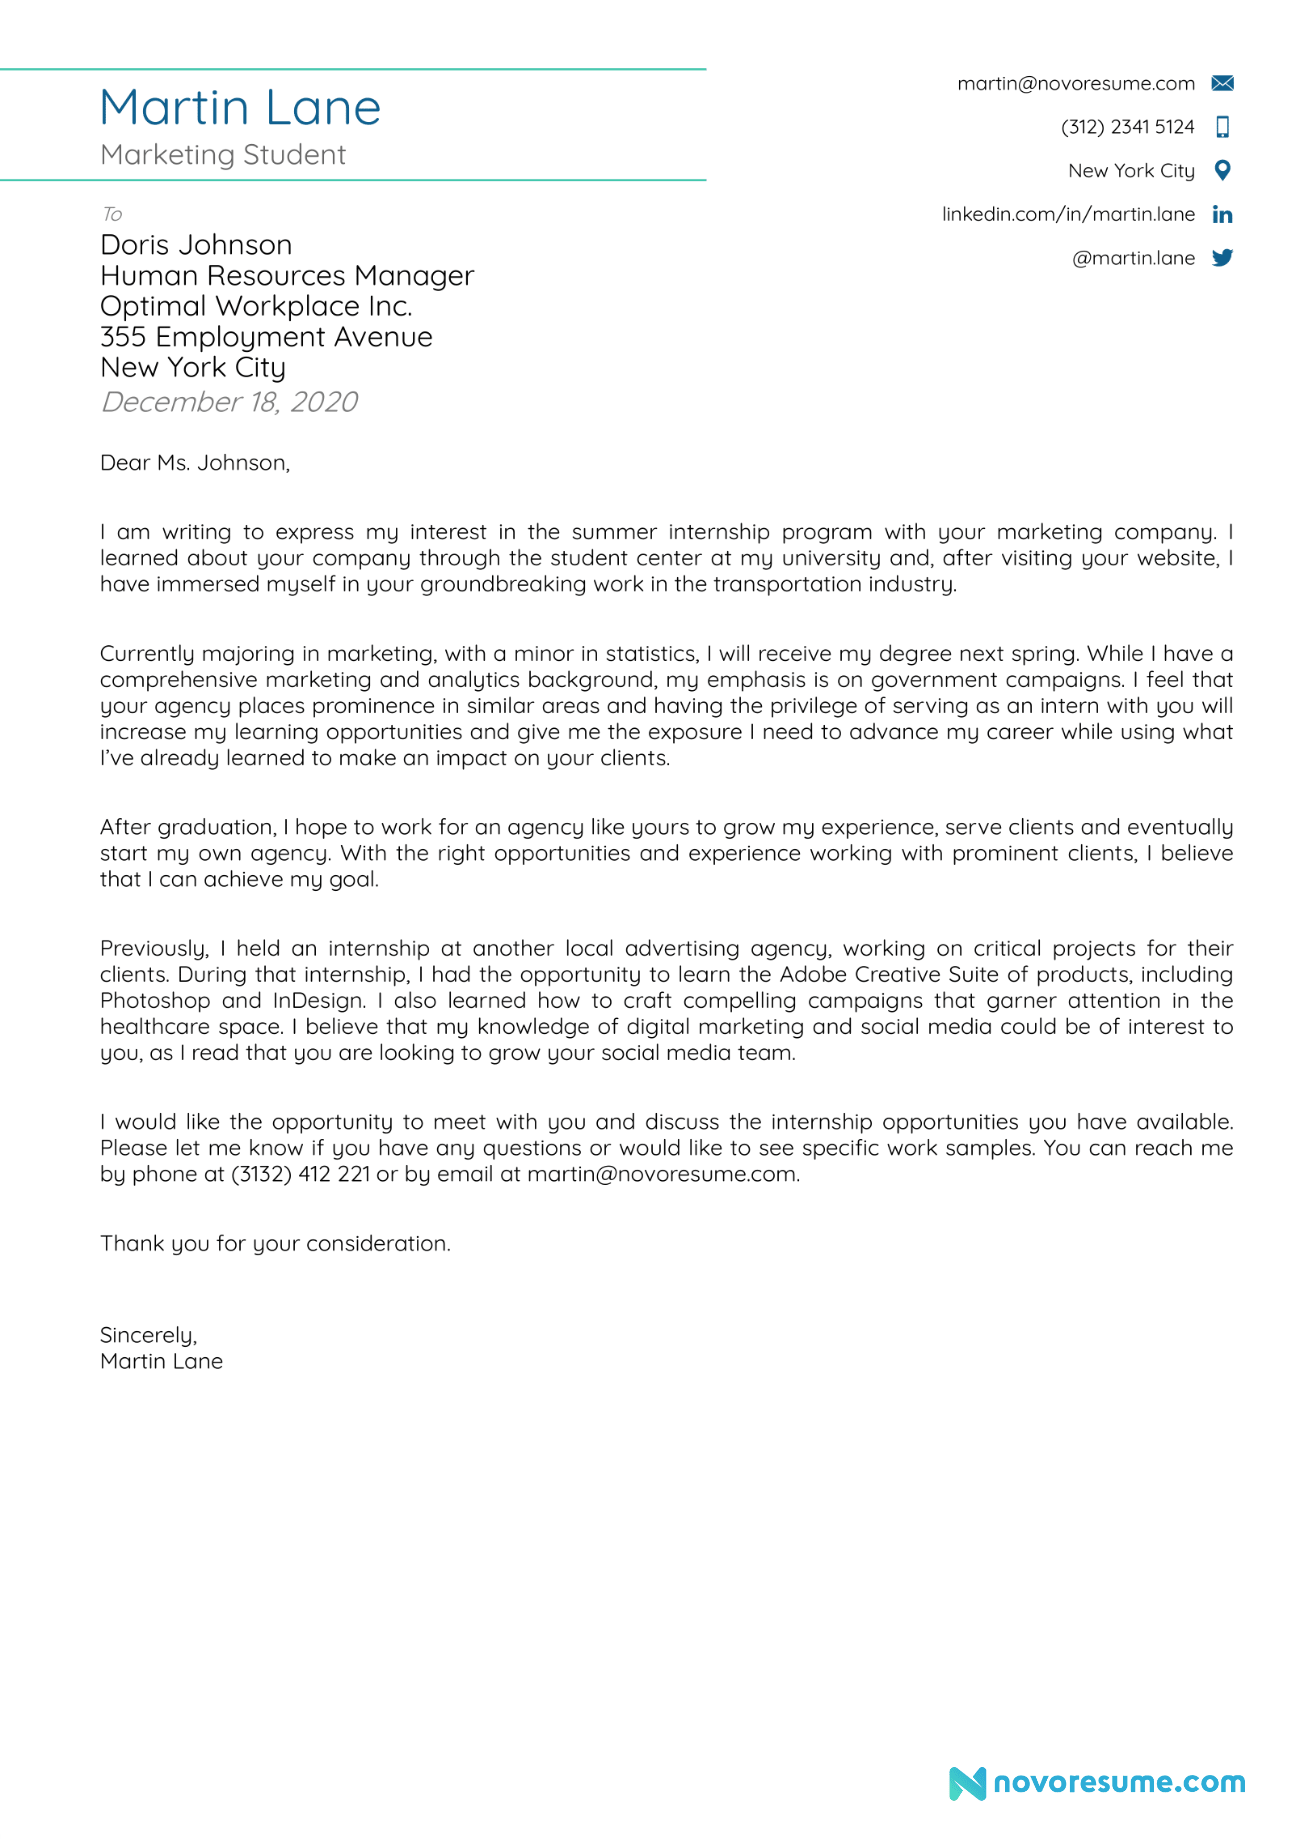 Martin Lane
Marketing Student
martin@novoresume.com
(312) 2341 5124
New York City
linkedin.com/in/martin.lane
@martin.lane
To
Doris Johnson
Human Resources Manager
Optimal Workplace Inc.
355 Employment Avenue
New York City
December 18, 2020
Dear Ms. Johnson,
I am writing to express my interest in the summer internship program with your marketing company. I
learned about your company through the student center at my university and, after visiting your website, I
have immersed myself in your groundbreaking work in the transportation industry.
Currently majoring in marketing, with a minor in statistics, I will receive my degree next spring. While I have a
comprehensive marketing and analytics background, my emphasis is on government campaigns. I feel that
your agency places prominence in similar areas and having the privilege of serving as an intern with you will
increase my learning opportunities and give me the exposure I need to advance my career while using what
I've already learned to make an impact on your clients.
After graduation, I hope to work for an agency like yours to grow my experience, serve clients and eventually
start my own agency. With the right opportunities and experience working with prominent clients, I believe
that I can achieve my goal.
Previously, I held an internship at another local advertising agency, working on critical projects for their
clients. During that internship, I had the opportunity to learn the Adobe Creative Suite of products, including
Photoshop and InDesign. I also learned how to craft compelling campaigns that garner attention in the
healthcare space. I believe that my knowledge of digital marketing and social media could be of interest to
you, as I read that you are looking to grow your social media team.
I would like the opportunity to meet with you and discuss the internship opportunities you have available.
Please let me know if you have any questions or would like to see specific work samples. You can reach me
by phone at (3132) 412 221 or by email at martin@novoresume.com.
Thank you for your consideration.
Sincerely,
Martin Lane
novoresume.com